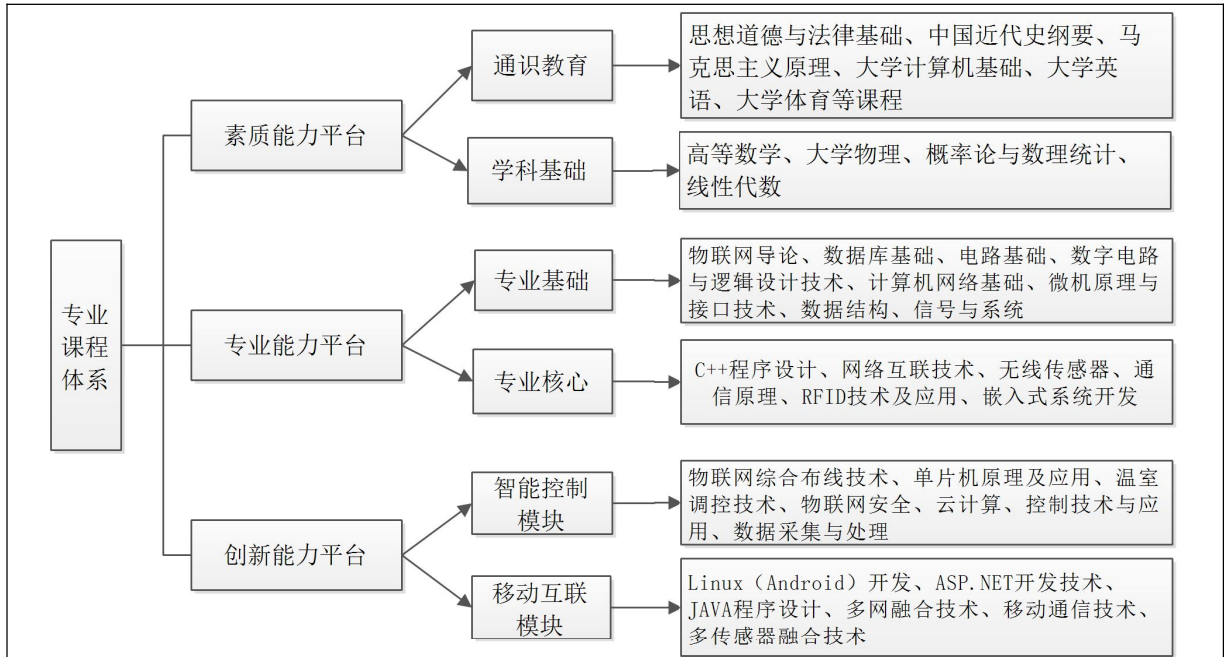 专业
课程
体系
素质能力平台
通识教育
思想道德与法律基础、中国近代史纲要、马
克思主义原理、大学计算机基础、大学英
语、大学体育等课程
学科基础
高等数学、大学物理、概率论与数理统计、
线性代数
专业能力平台
专业基础
物联网导论、数据库基础、电路基础、数字电路
与逻辑设计技术、计算机网络基础、微机原理与
接口技术、数据结构、信号与系统
专业核心
C++程序设计、网络互联技术、无线传感器、通
信原理、RFID技术及应用、嵌入式系统开发
创新能力平台
智能控制
模块
物联网综合布线技术、单片机原理及应用、温室
调控技术、物联网安全、云计算、控制技术与应
用、数据采集与处理
移动互联
模块
Linux（Android）开发、ASP.NET开发技术、
JAVA程序设计、多网融合技术、移动通信技术、
多传感器融合技术